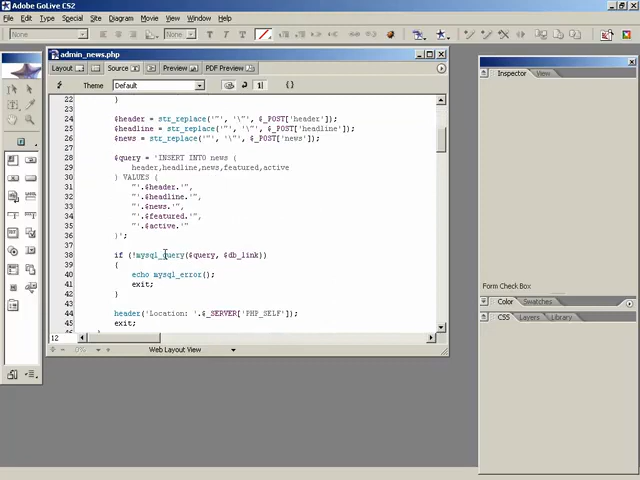 Adobe GoLive CS2
File Edit Type Special Site Diagram Movie Window Help
None T T T None
admin_news.php
Layout Source Preview PDF Preview
Theme Default
22 }
23
24 $header = str_replace('"', '\"', $_POST['header']);
25 $headline = str_replace('"', '\"', $_POST['headline']);
26 $news = str_replace('"', '\"', $_POST['news']);
27
28 $query = 'INSERT INTO news (
29 header,headline,news,featured,active
30 ) VALUES (
31 "'.$header.'",
32 "'.$headline.'",
33 "'.$news.'",
34 "'.$featured.'",
35 "'.$active.'"
36 )';
37
38 if (!mysql_query($query, $db_link))
39 {
40 echo mysql_error();
41 exit;
42 }
43
44 header('Location: '.$_SERVER['PHP_SELF']);
45 exit;
12
0% Web Layout View
Inspector View
Form Check Box
Color Swatches
CSS Layers Library